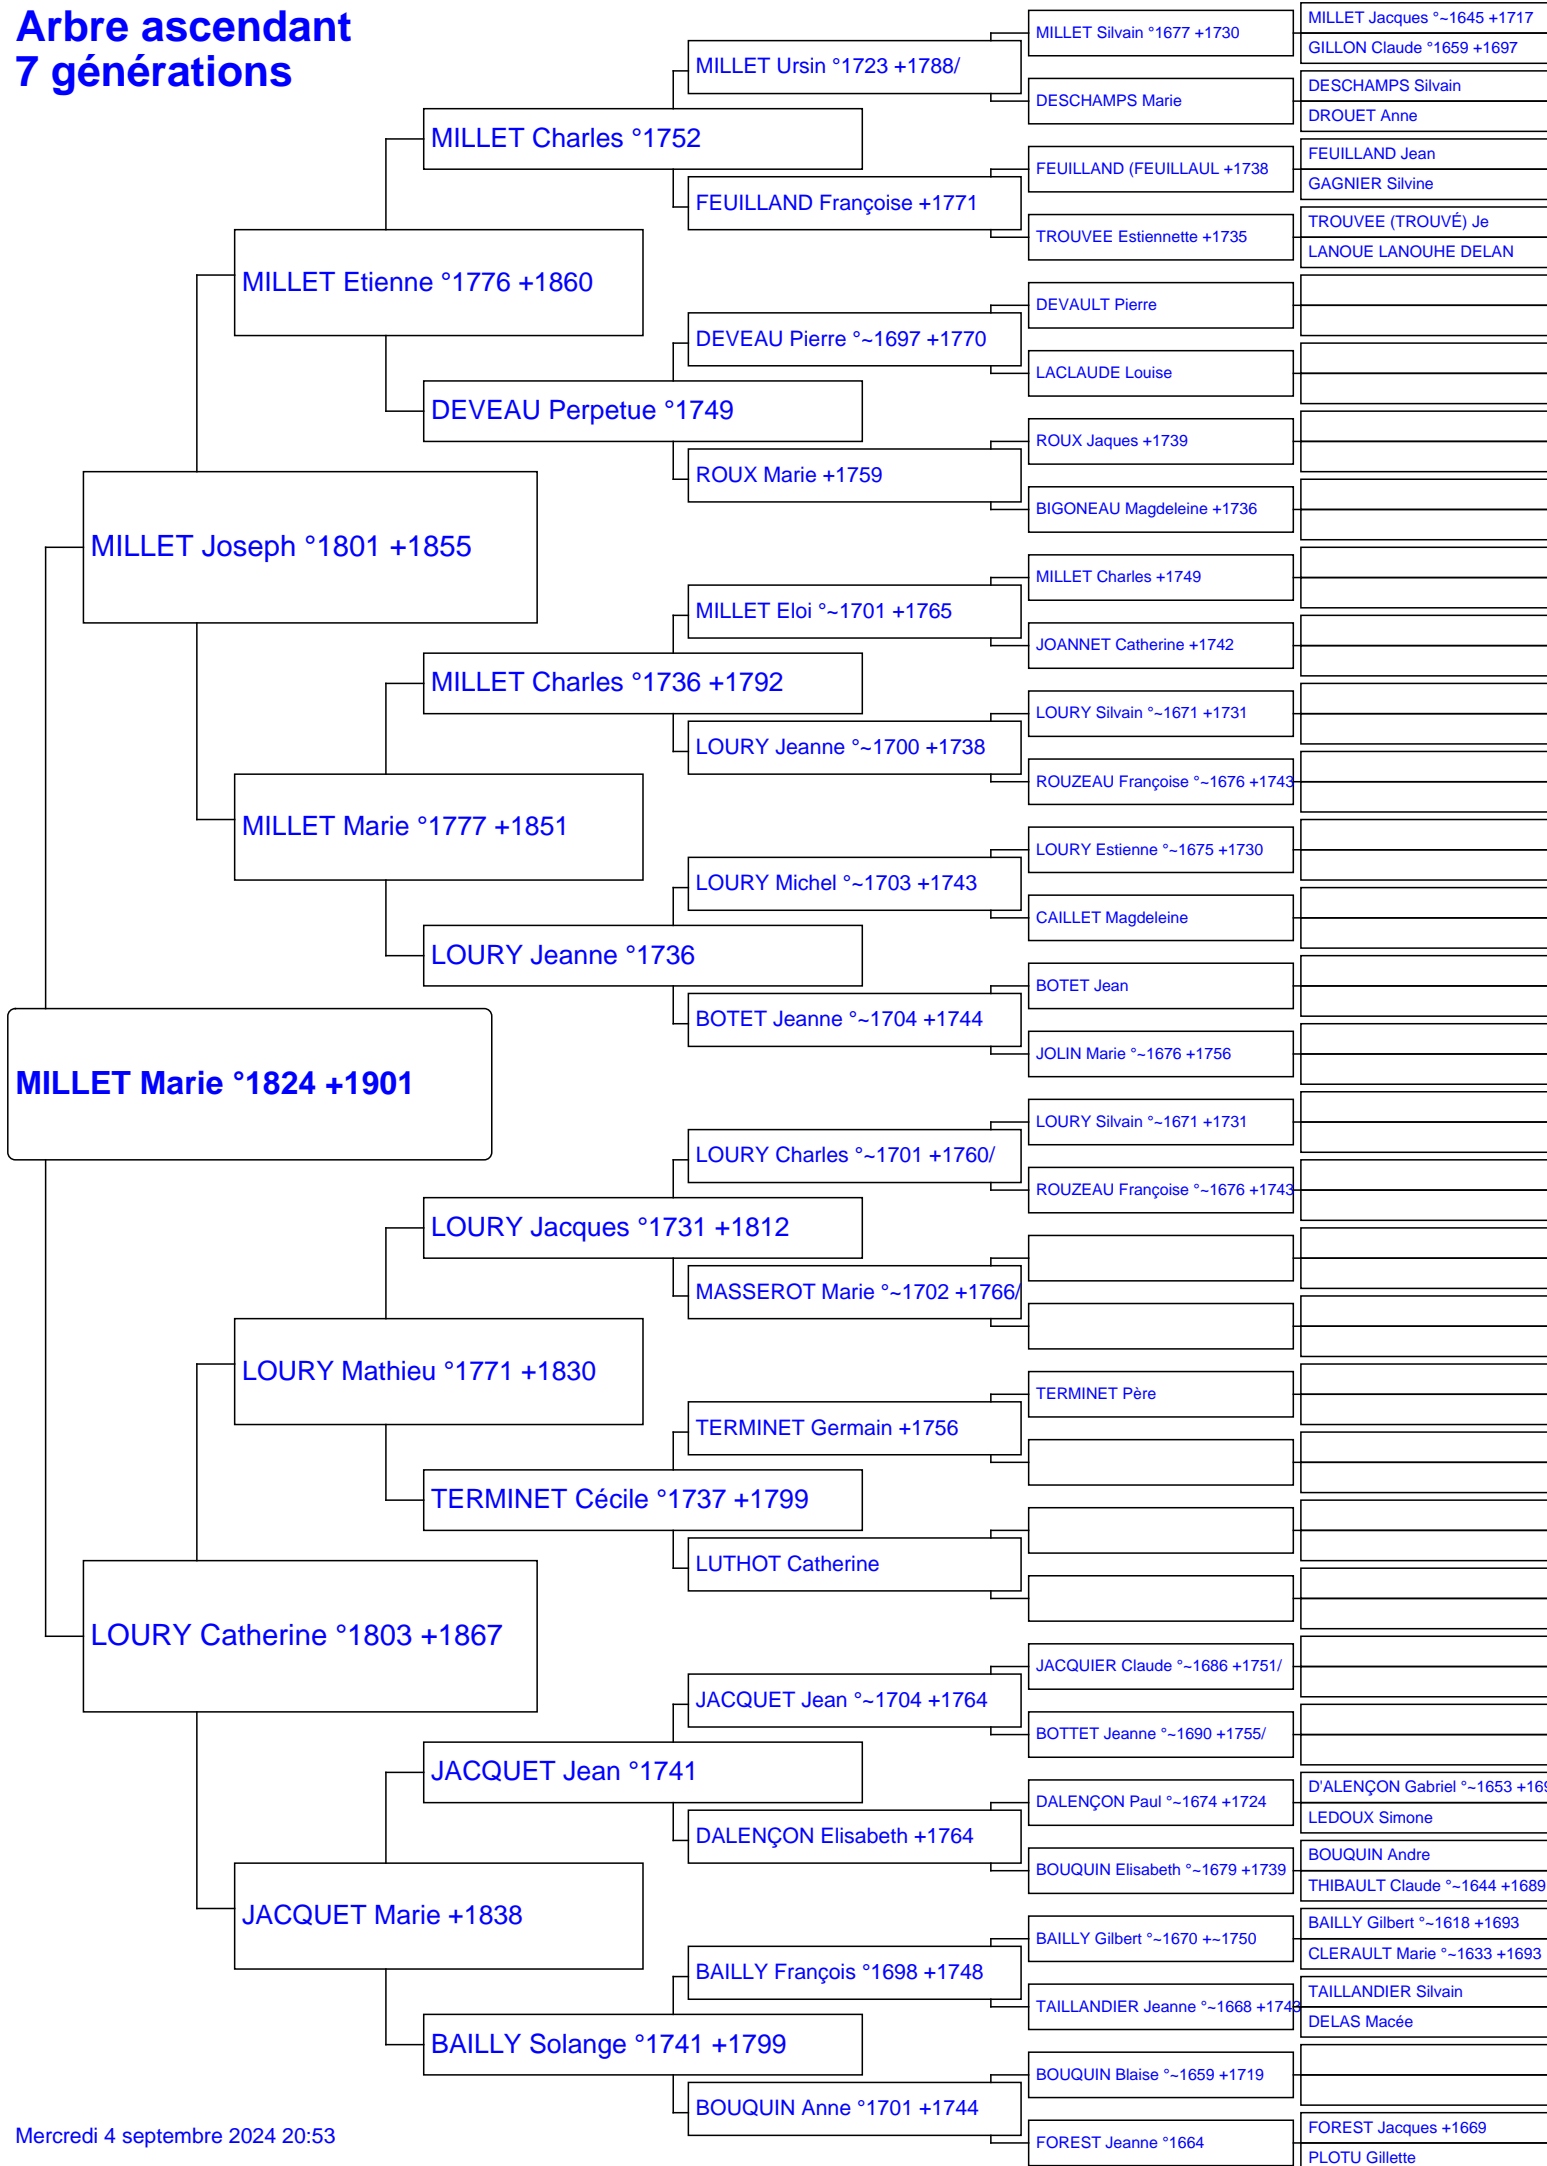 Arbre ascendant
7 générations
MILLET Marie °1824 +1901
MILLET Joseph °1801 +1855
LOURY Catherine °1803 +1867
MILLET Etienne °1776 +1860
MILLET Marie °1777 +1851
LOURY Mathieu °1771 +1830
JACQUET Marie +1838
MILLET Charles °1752
DEVEAU Perpetue °1749
MILLET Charles °1736 +1792
LOURY Jeanne °1736
LOURY Jacques °1731 +1812
TERMINET Cécile °1737 +1799
JACQUET Jean °1741
BAILLY Solange °1741 +1799
MILLET Ursin °1723 +1788/
FEUILLAND Françoise +1771
DEVEAU Pierre °~1697 +1770
ROUX Marie +1759
MILLET Eloi °~1701 +1765
LOURY Jeanne °~1700 +1738
LOURY Michel °~1703 +1743
BOTET Jeanne °~1704 +1744
LOURY Charles °~1701 +1760/
MASSEROT Marie °~1702 +1766/
TERMINET Germain +1756
LUTHOT Catherine
JACQUET Jean °~1704 +1764
DALENÇON Elisabeth +1764
BAILLY François °1698 +1748
BOUQUIN Anne °1701 +1744
MILLET Silvain °1677 +1730
DESCHAMPS Marie
FEUILLAND (FEUILLAUL +1738
TROUVEE Estiennette +1735
DEVAULT Pierre
LACLAUDE Louise
ROUX Jaques +1739
BIGONEAU Magdeleine +1736
MILLET Charles +1749
JOANNET Catherine +1742
LOURY Silvain °~1671 +1731
ROUZEAU Françoise °~1676 +1743
LOURY Estienne °~1675 +1730
CAILLET Magdeleine
BOTET Jean
JOLIN Marie °~1676 +1756
LOURY Silvain °~1671 +1731
ROUZEAU Françoise °~1676 +1743
TERMINET Père
JACQUIER Claude °~1686 +1751/
BOTTET Jeanne °~1690 +1755/
DALENÇON Paul °~1674 +1724
BOUQUIN Elisabeth °~1679 +1739
BAILLY Gilbert °~1670 +~1750
TAILLANDIER Jeanne °~1668 +1743
BOUQUIN Blaise °~1659 +1719
FOREST Jeanne °1664
MILLET Jacques °~1645 +1717
GILLON Claude °1659 +1697
DESCHAMPS Silvain
DROUET Anne
FEUILLAND Jean
GAGNIER Silvine
TROUVEE (TROUVÉ) Je
LANOUE LANOUHE DELAN
D'ALENÇON Gabriel °~1653 +169
LEDOUX Simone
BOUQUIN Andre
THIBAULT Claude °~1644 +1689
BAILLY Gilbert °~1618 +1693
CLERAULT Marie °~1633 +1693
TAILLANDIER Silvain
DELAS Macée
FOREST Jacques +1669
PLOTU Gillette
Mercredi 4 septembre 2024 20:53